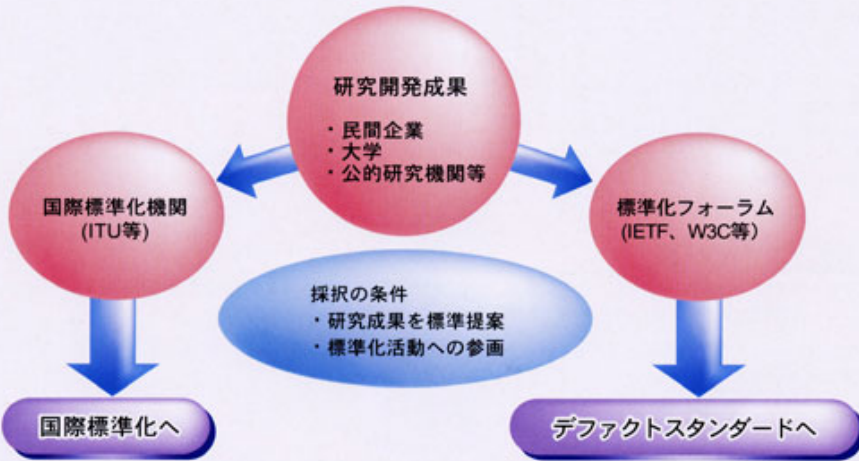 研究開発成果
・民間企業
・大学
・公的研究機関等
国際標準化機関
(ITU等)
標準化フォーラム
(IETF、W3C等)
採択の条件
・研究成果を標準提案
・標準化活動への参画
国際標準化へ
デファクトスタンダードへ